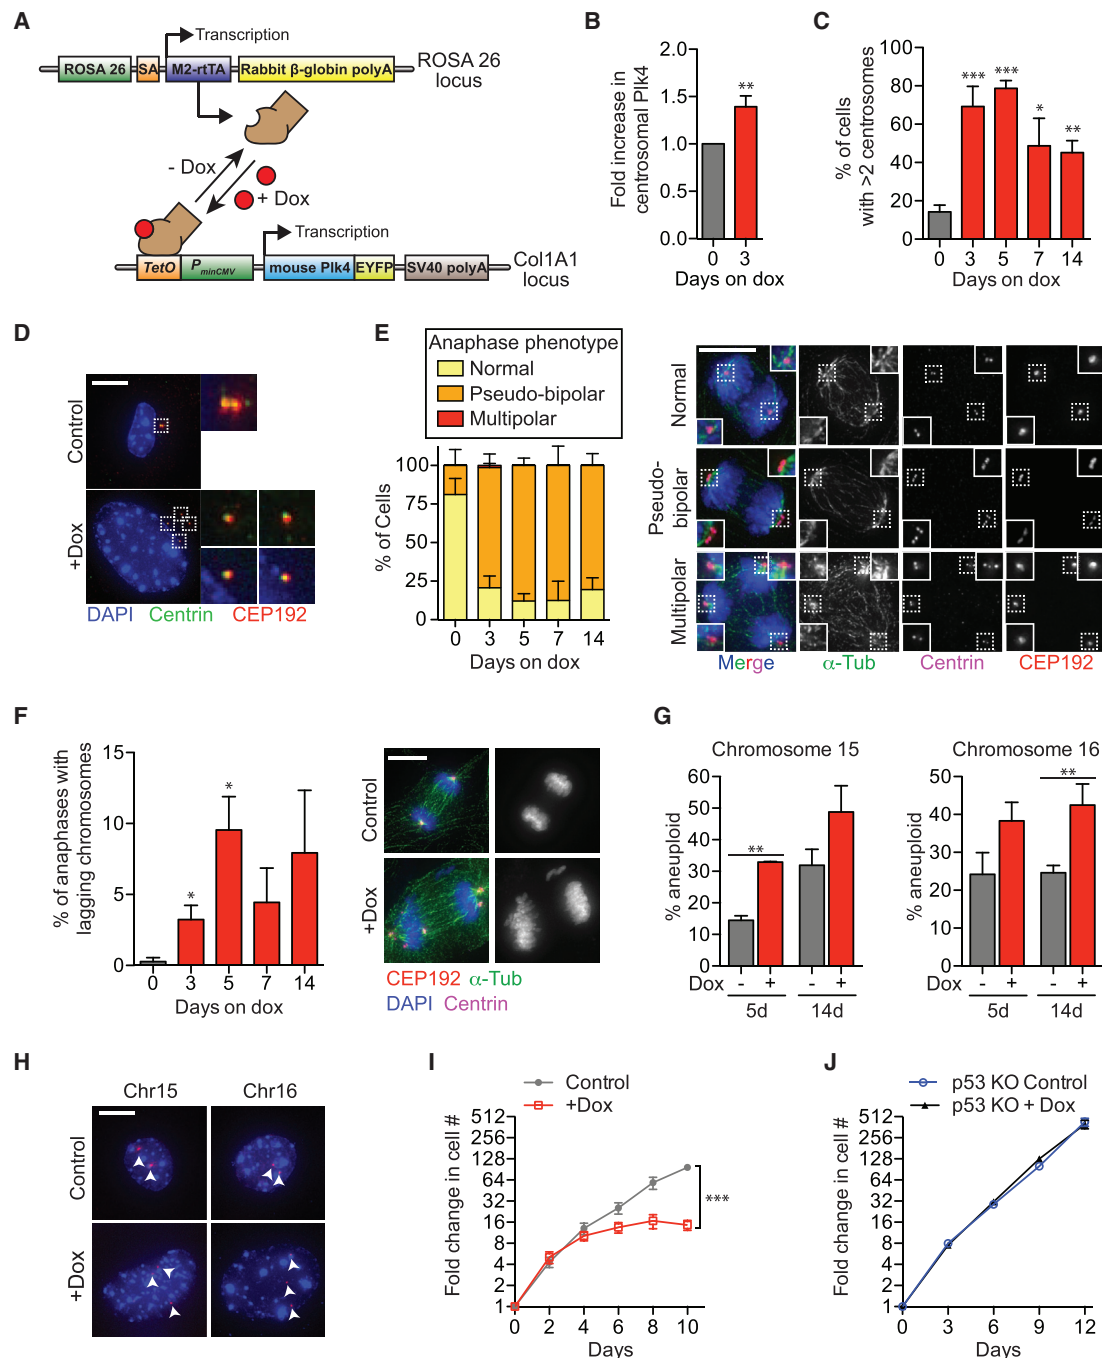 A
Transcription
ROSA 26
SA
M2-rtTA
Rabbit β-globin polyA
ROSA 26
locus
- Dox
+ Dox
Transcription
TetO
PminCMV
mouse Plk4
EYFP
SV40 polyA
Col1A1
locus
B
Fold increase in
centrosomal Plk4
2.0
1.5
1.0
0.5
0.0
**
0 3
Days on dox
C
% of cells
with >2 centrosomes
100
80
60
40
20
0
*** *** * **
0 3 5 7 14
Days on dox
D
Control
+Dox
DAPI Centrin CEP192
E
Anaphase phenotype
Normal
Pseudo-bipolar
Multipolar
% of Cells
100
75
50
25
0
0 3 5 7 14
Days on dox
Normal
Pseudo-
bipolar
Multipolar
Merge α-Tub Centrin CEP192
F
% of anaphases with
lagging chromosomes
15
10
5
0
* *
0 3 5 7 14
Days on dox
Control
+Dox
CEP192 α-Tub
DAPI Centrin
G
Chromosome 15
% aneuploid
60
50
40
30
20
10
0
**
Dox - + - +
5d 14d
Chromosome 16
% aneuploid
50
40
30
20
10
0
**
- + - +
5d 14d
H
Chr15 Chr16
Control
+Dox
I
Control
+Dox
Fold change in cell #
512
256
128
64
32
16
8
4
2
1
***
0 2 4 6 8 10
Days
J
p53 KO Control
p53 KO + Dox
Fold change in cell #
512
256
128
64
32
16
8
4
2
1
0 3 6 9 12
Days